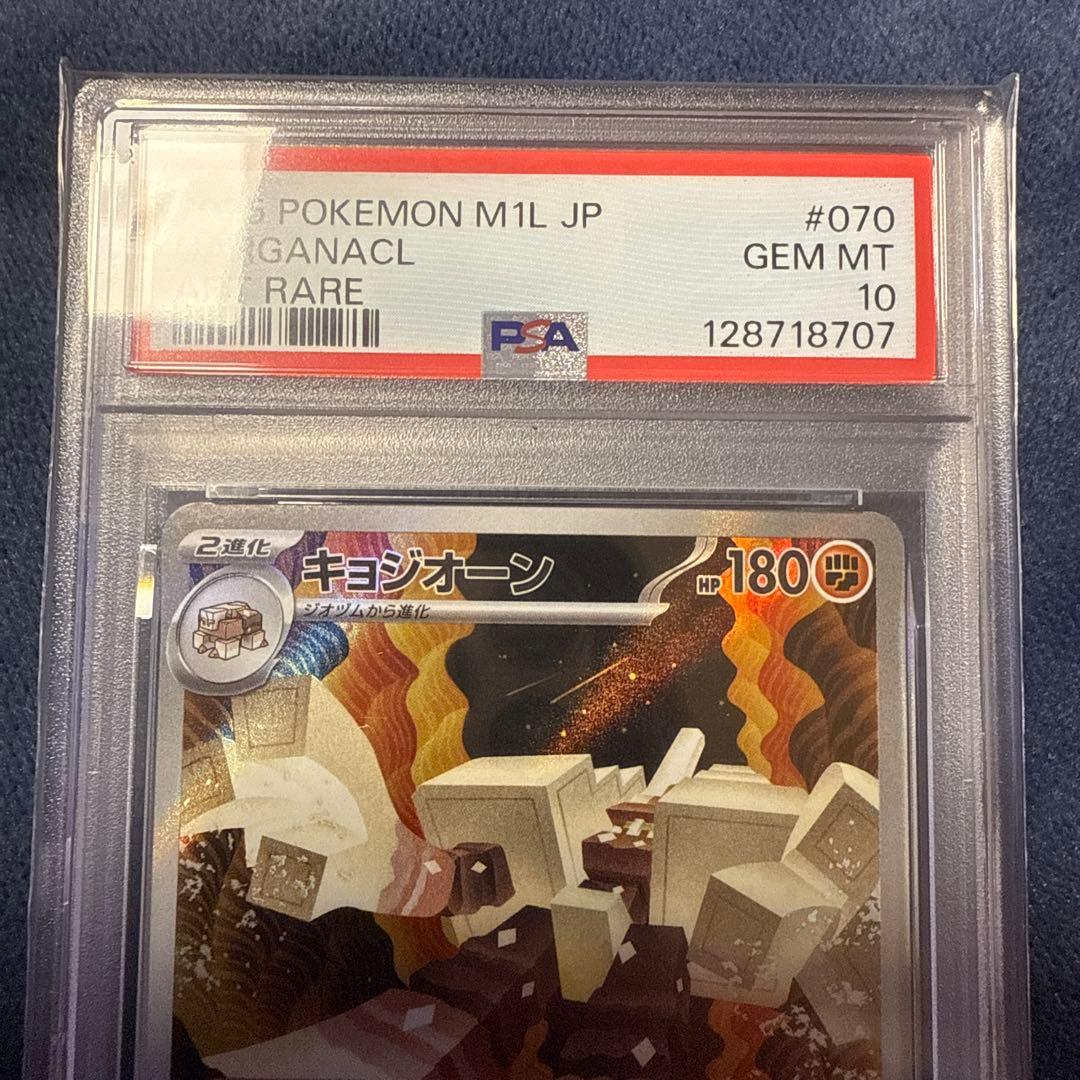 POKEMON M1L JP #070
GEM MT
RARE 10
PSA 128718707
2進化 キョジオーン HP 180
ジオヅムから進化